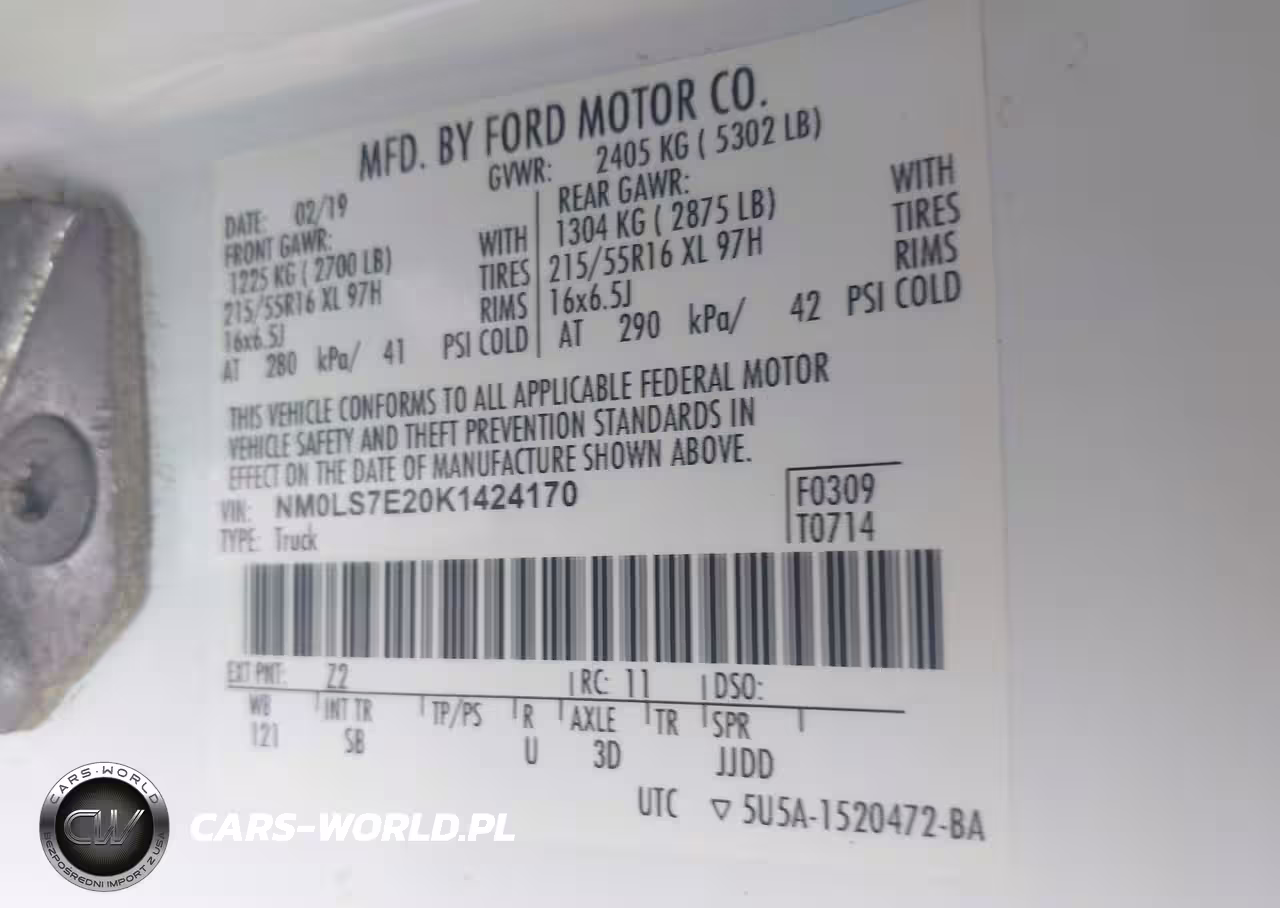 MFD. BY FORD MOTOR CO.
GVWR: 2405 KG ( 5302 LB)
DATE: 02/19
FRONT GAWR:
1225 KG ( 2700 LB) WITH
215/55R16 XL 97H TIRES
16x6.5J RIMS
AT 280 kPa/ 41 PSI COLD
REAR GAWR:
1304 KG ( 2875 LB) WITH
215/55R16 XL 97H TIRES
16x6.5J RIMS
AT 290 kPa/ 42 PSI COLD
THIS VEHICLE CONFORMS TO ALL APPLICABLE FEDERAL MOTOR
VEHICLE SAFETY AND THEFT PREVENTION STANDARDS IN
EFFECT ON THE DATE OF MANUFACTURE SHOWN ABOVE.
VIN: NM0LS7E20K1424170
TYPE: Truck
F0309
T0714
EXT PNT: Z2 RC: 11 DSO:
WB INT TR TP/PS R AXLE TR SPR
121 SB U 3D JJDD
UTC ▽ 5U5A-1520472-BA
CARS-WORLD
CW
BEZPOŚREDNI IMPORT Z USA
CARS-WORLD.PL